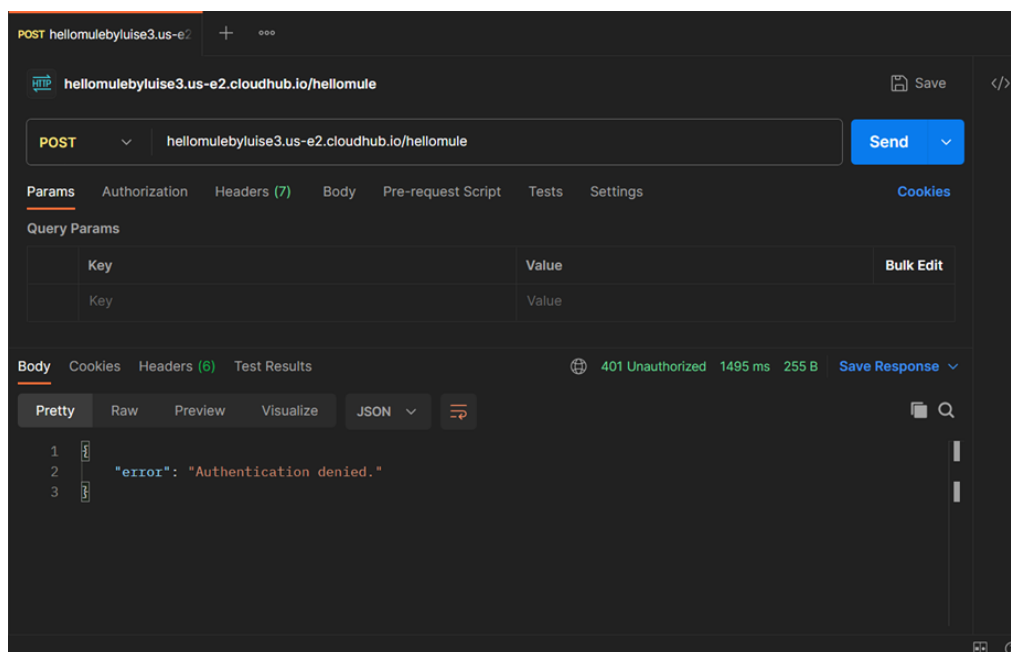 POST hellomulebyluise3.us-e2
HTTP hellomulebyluise3.us-e2.cloudhub.io/hellomule Save </>
POST hellomulebyluise3.us-e2.cloudhub.io/hellomule Send
Params Authorization Headers (7) Body Pre-request Script Tests Settings Cookies
Query Params
Key Value Bulk Edit
Key Value
Body Cookies Headers (6) Test Results 401 Unauthorized 1495 ms 255 B Save Response
Pretty Raw Preview Visualize JSON
1 {
2 "error": "Authentication denied."
3 }